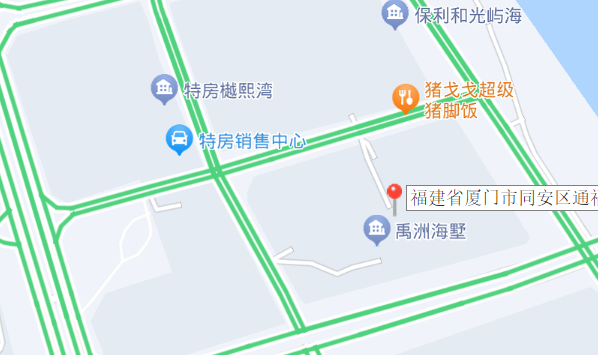 保利和光屿海
猪戈戈超级
猪脚饭
特房樾熙湾
特房销售中心
福建省厦门市同安区通福
禹洲海墅